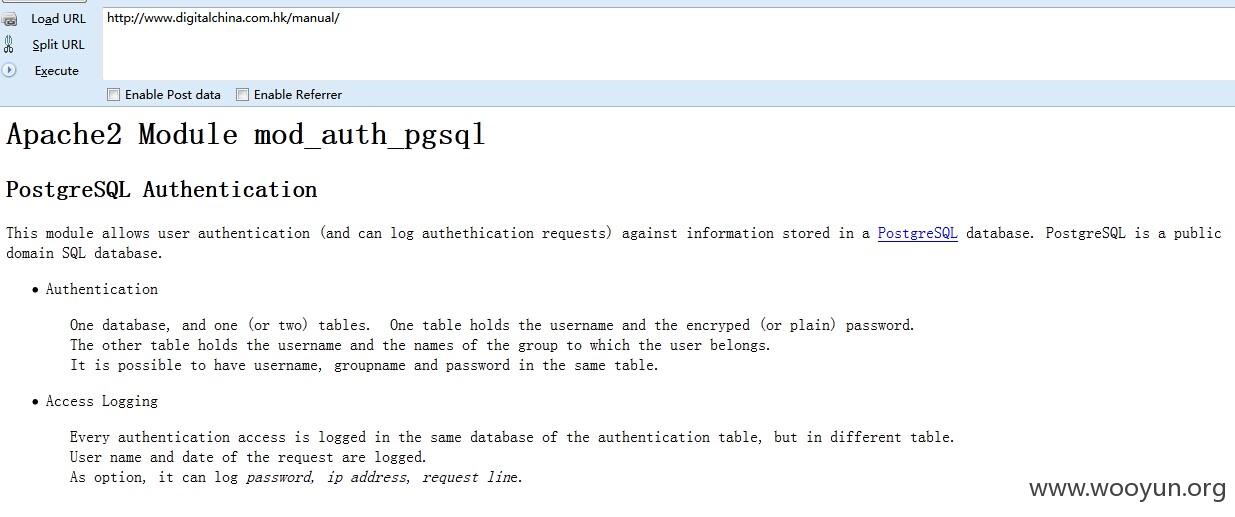 Load URL
http://www.digitalchina.com.hk/manual/
Split URL
Execute
Enable Post data Enable Referrer
Apache2 Module mod_auth_pgsql
PostgreSQL Authentication
This module allows user authentication (and can log authethication requests) against information stored in a PostgreSQL database. PostgreSQL is a public
domain SQL database.
• Authentication
One database, and one (or two) tables. One table holds the username and the encryped (or plain) password.
The other table holds the username and the names of the group to which the user belongs.
It is possible to have username, groupname and password in the same table.
• Access Logging
Every authentication access is logged in the same database of the authentication table, but in different table.
User name and date of the request are logged.
As option, it can log password, ip address, request line.
www.wooyun.org